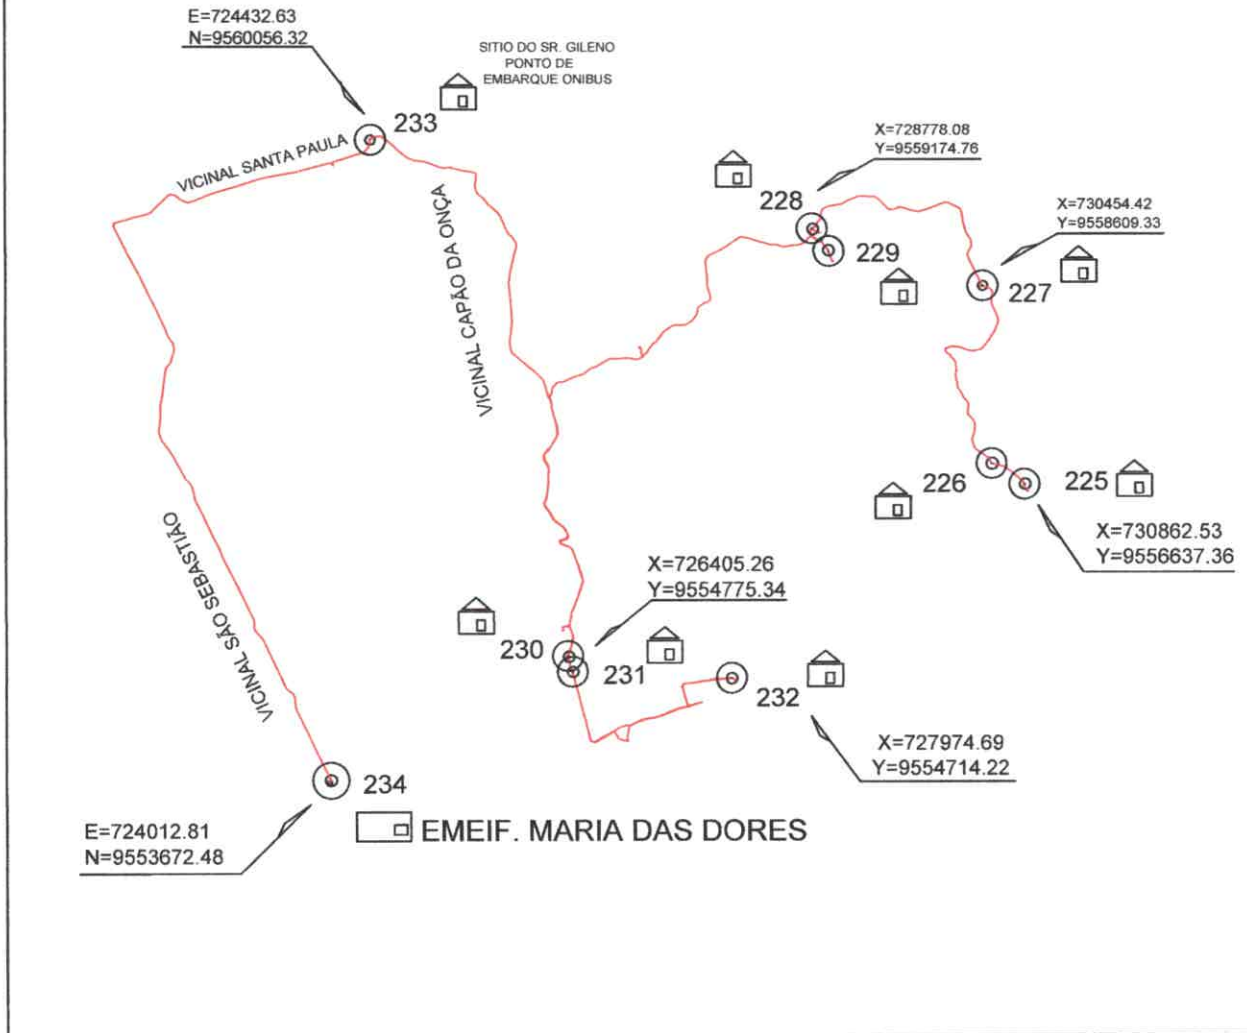 E=724432.63
N=9560056.32
SITIO DO SR. GILENO
PONTO DE
EMBARQUE ONIBUS
233
VICINAL SANTA PAULA
X=728778.08
Y=9559174.76
228
229
X=730454.42
Y=9558609.33
227
VICINAL CAPÃO DA ONÇA
226
225
X=730862.53
Y=9556637.36
VICINAL SÃO SEBASTIÃO
X=726405.26
Y=9554775.34
230
231
232
X=727974.69
Y=9554714.22
234
E=724012.81
N=9553672.48
EMEIF. MARIA DAS DORES